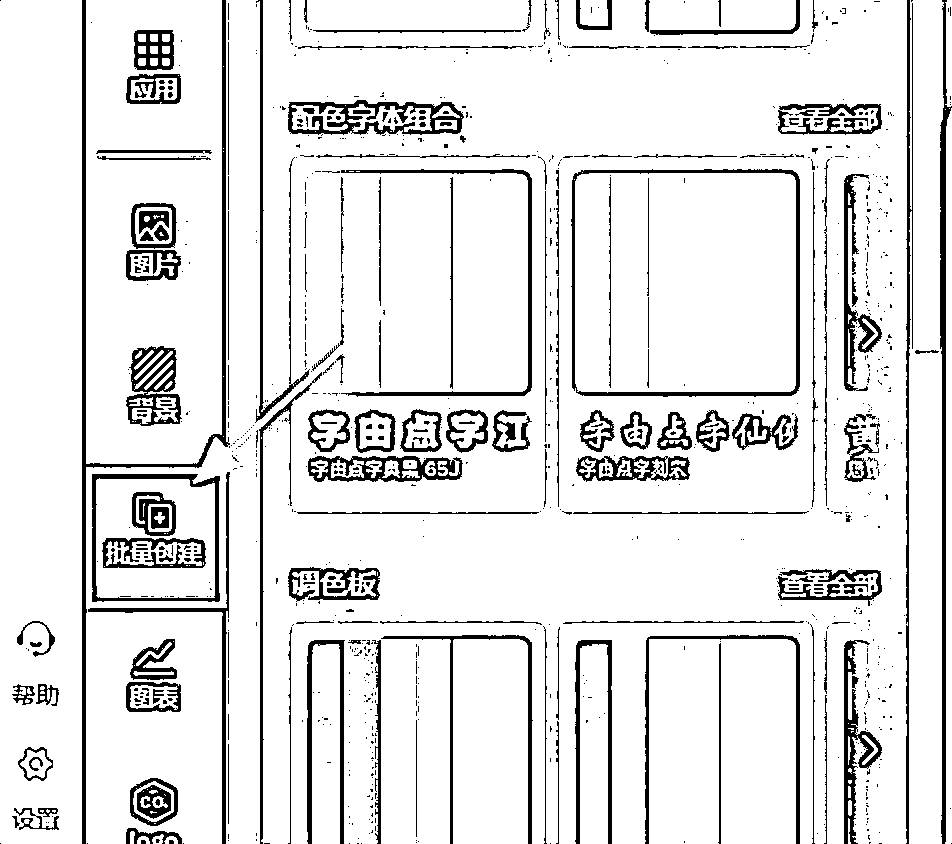 应用
图片
背景
批量创建
图表
logo
帮助
设置
配色字体组合
查看全部
字由点字江
字由点字奥黑 65J
字由点字仙
字由点字刻宋
黄
调色板
查看全部